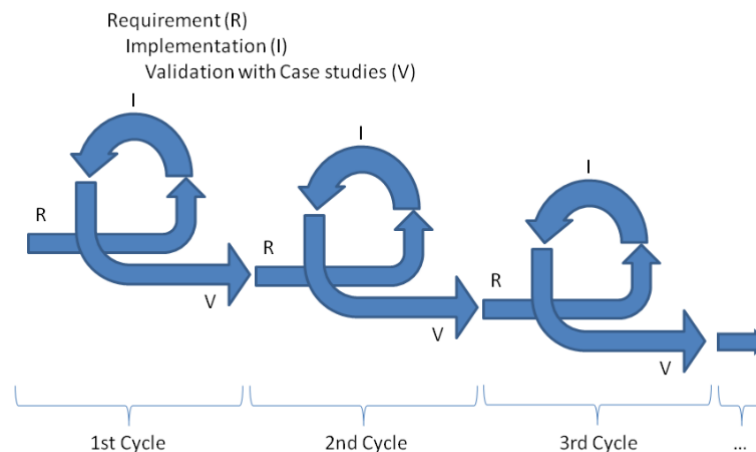 Requirement (R)
Implementation (I)
Validation with Case studies (V)
I
I
I
R
R
R
V
V
V
1st Cycle
2nd Cycle
3rd Cycle
...